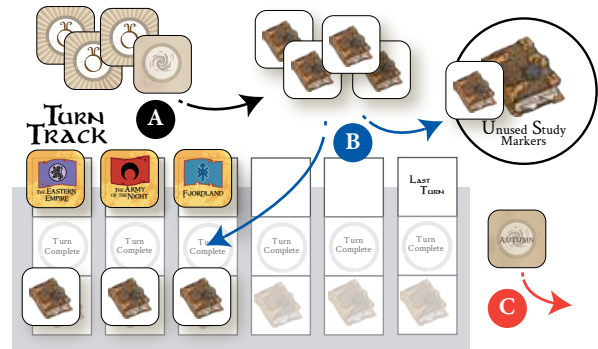 A
B
Unused Study
Markers
Turn
Track
The Eastern
Empire
The Army
of the Night
Fjordland
Last
Turn
Turn
Complete
Turn
Complete
Turn
Complete
Turn
Complete
Turn
Complete
Turn
Complete
Autumn
C